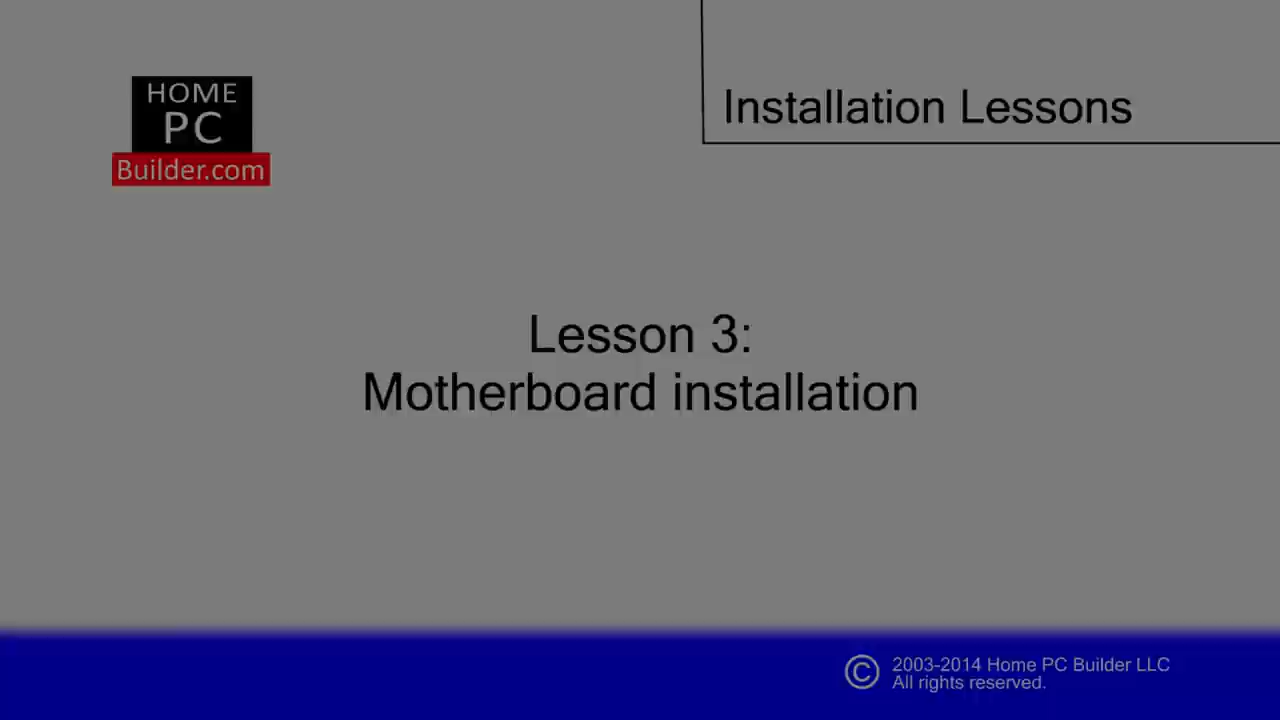 HOME
PC
Builder.com
Installation Lessons
Lesson 3:
Motherboard installation
© 2003-2014 Home PC Builder LLC
All rights reserved.